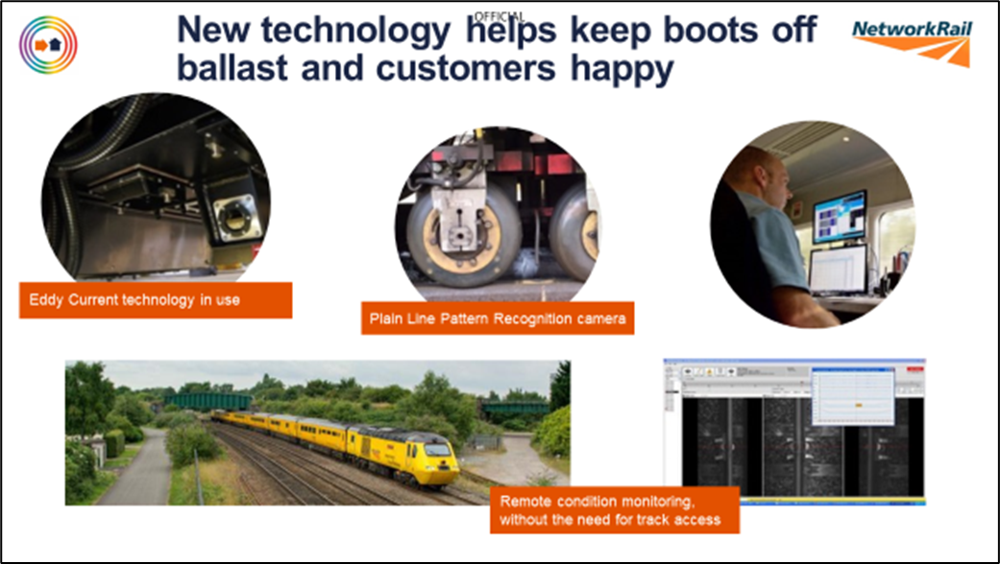 OFFICIAL
New technology helps keep boots off
ballast and customers happy
NetworkRail
Eddy Current technology in use
Plain Line Pattern Recognition camera
Remote condition monitoring,
without the need for track access